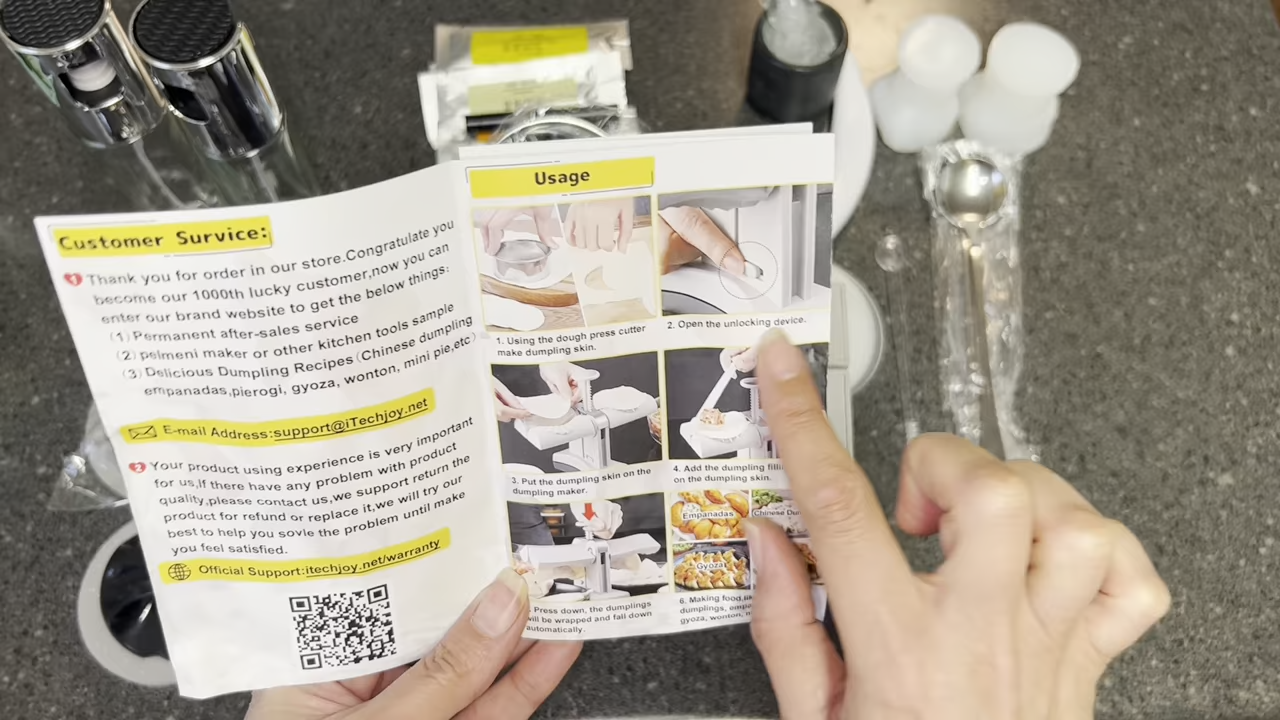 Customer Survice:
1 Thank you for order in our store.Congratulate you
become our 1000th lucky customer,now you can
enter our brand website to get the below things:
(1)Permanent after-sales service
(2)pelmeni maker or other kitchen tools sample
(3)Delicious Dumpling Recipes(Chinese dumpling
empanadas,pierogi, gyoza, wonton, mini pie,etc)
E-mail Address:support@iTechjoy.net
2 Your product using experience is very important
for us,If there have any problem with product
quality,please contact us,we support return the
product for refund or replace it,we will try our
best to help you sovle the problem until make
you feel satisfied.
Official Support:itechjoy.net/warranty
Usage
1. Using the dough press cutter
make dumpling skin.
2. Open the unlocking device.
3. Put the dumpling skin on the
dumpling maker.
4. Add the dumpling
on the dumpling skin.
Press down, the dumplings
will be wrapped and fall down
automatically.
Empanadas
Chinese
Gyoza
6. Making food,
dumplings,
gyoza, wonton,